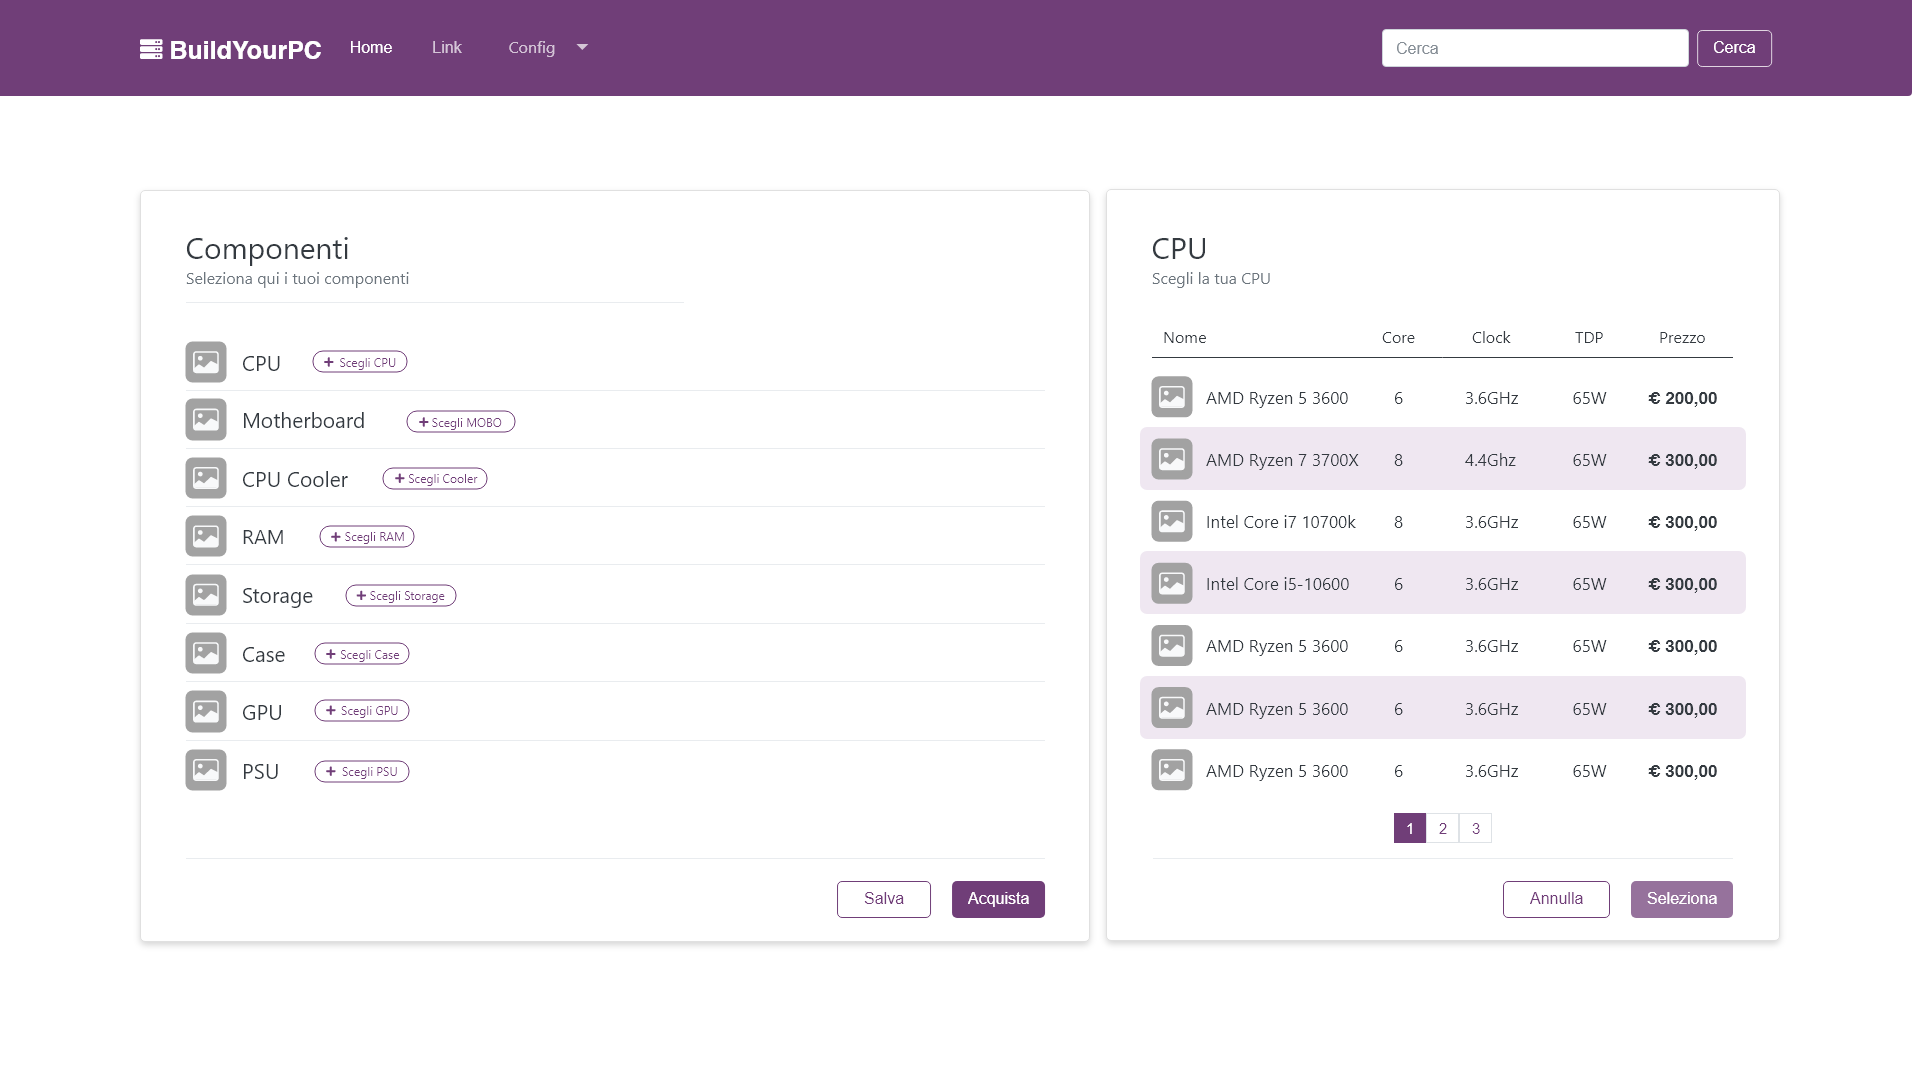 BuildYourPC Home Link Config Cerca Cerca
Componenti
Seleziona qui i tuoi componenti
CPU Scegli CPU
Motherboard Scegli MOBO
CPU Cooler Scegli Cooler
RAM Scegli RAM
Storage Scegli Storage
Case Scegli Case
GPU Scegli GPU
PSU Scegli PSU
Salva Acquista
CPU
Scegli la tua CPU
Nome Core Clock TDP Prezzo
AMD Ryzen 5 3600 6 3.6GHz 65W € 200,00
AMD Ryzen 7 3700X 8 4.4Ghz 65W € 300,00
Intel Core i7 10700k 8 3.6GHz 65W € 300,00
Intel Core i5-10600 6 3.6GHz 65W € 300,00
AMD Ryzen 5 3600 6 3.6GHz 65W € 300,00
AMD Ryzen 5 3600 6 3.6GHz 65W € 300,00
AMD Ryzen 5 3600 6 3.6GHz 65W € 300,00
1 2 3
Annulla Seleziona